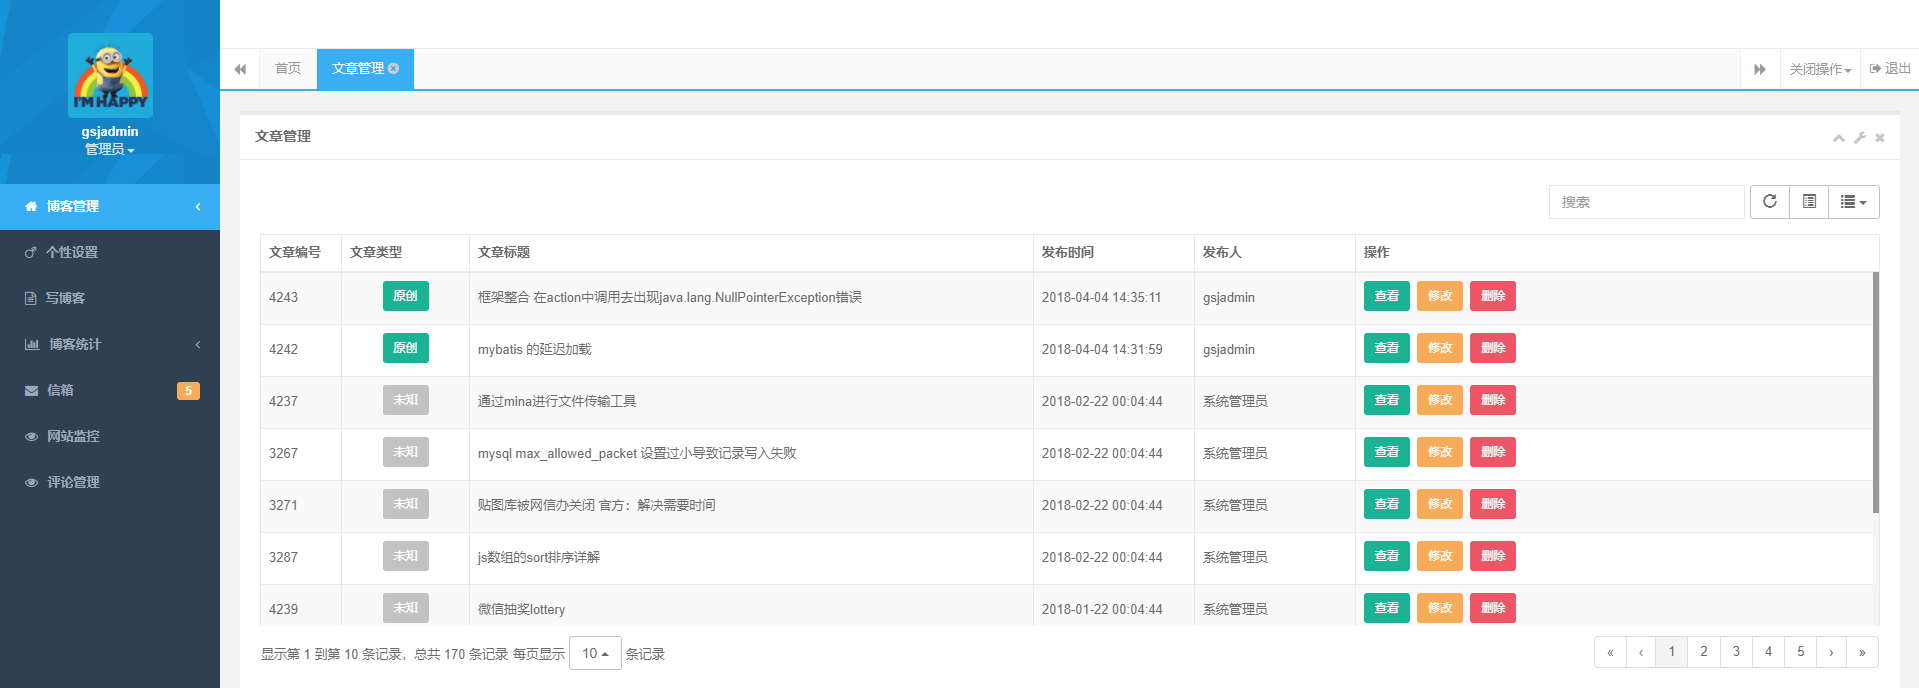 I'M HAPPY
gsjadmin
管理员
博客管理
个性设置
写博客
博客统计
信箱 5
网站监控
评论管理
首页 文章管理 关闭操作 退出
文章管理
搜索
文章编号 文章类型 文章标题 发布时间 发布人 操作
4243 原创 框架整合 在action中调用去出现java.lang.NullPointerException错误 2018-04-04 14:35:11 gsjadmin 查看 修改 删除
4242 原创 mybatis 的延迟加载 2018-04-04 14:31:59 gsjadmin 查看 修改 删除
4237 未知 通过mina进行文件传输工具 2018-02-22 00:04:44 系统管理员 查看 修改 删除
3267 未知 mysql max_allowed_packet 设置过小导致记录写入失败 2018-02-22 00:04:44 系统管理员 查看 修改 删除
3271 未知 贴图库被网信办关闭 官方：解决需要时间 2018-02-22 00:04:44 系统管理员 查看 修改 删除
3287 未知 js数组的sort排序详解 2018-02-22 00:04:44 系统管理员 查看 修改 删除
4239 未知 微信抽奖lottery 2018-01-22 00:04:44 系统管理员 查看 修改 删除
显示第 1 到第 10 条记录，总共 170 条记录 每页显示 10 条记录 « ‹ 1 2 3 4 5 › »